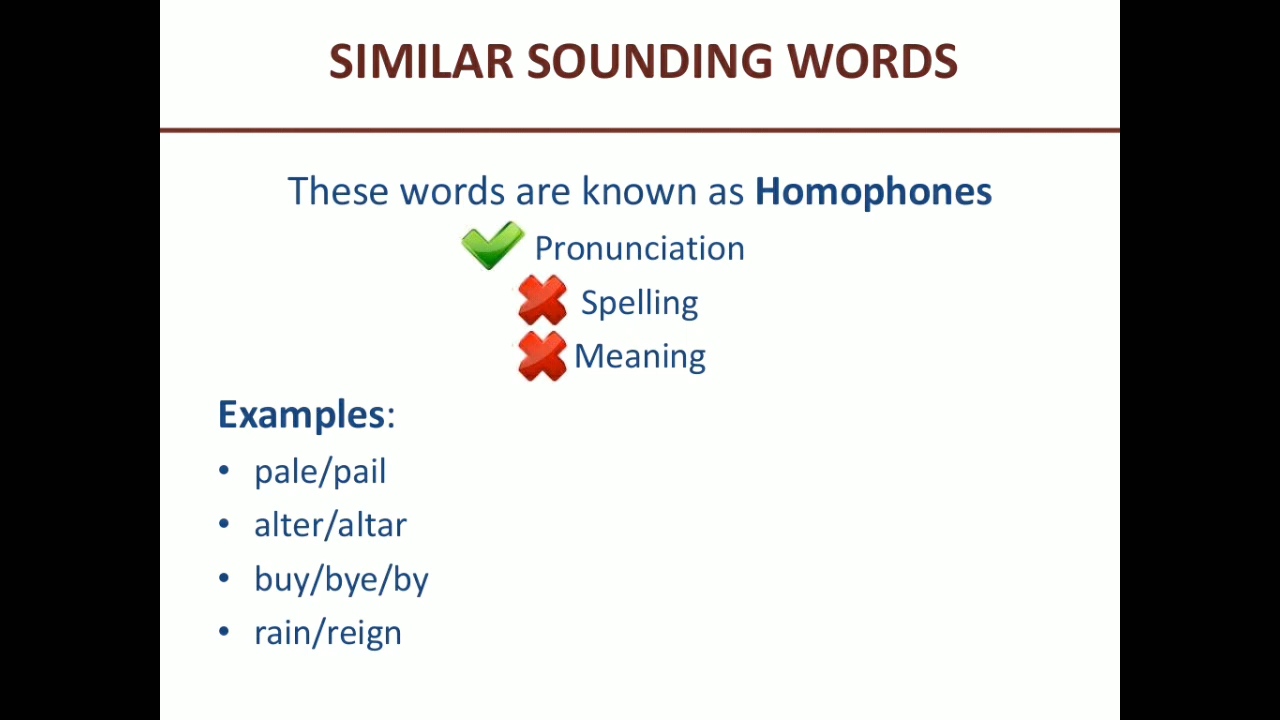 SIMILAR SOUNDING WORDS
These words are known as Homophones
Pronunciation
Spelling
Meaning
Examples:
• pale/pail
• alter/altar
• buy/bye/by
• rain/reign